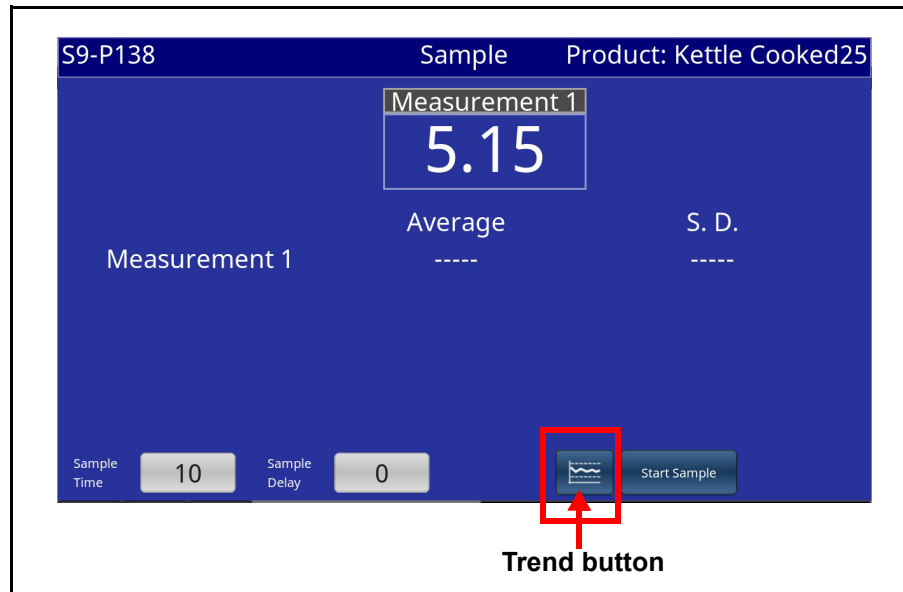 S9-P138 Sample Product: Kettle Cooked25
Measurement 1
5.15
Average S. D.
Measurement 1 ----- -----
Sample Time 10 Sample Delay 0 Start Sample
Trend button